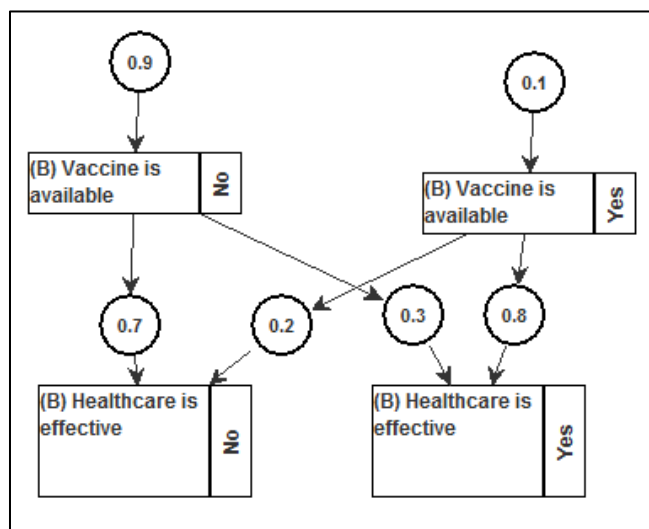 0.9
0.1
(B) Vaccine is
available
No
(B) Vaccine is
available
Yes
0.7
0.2
0.3
0.8
(B) Healthcare is
effective
No
(B) Healthcare is
effective
Yes